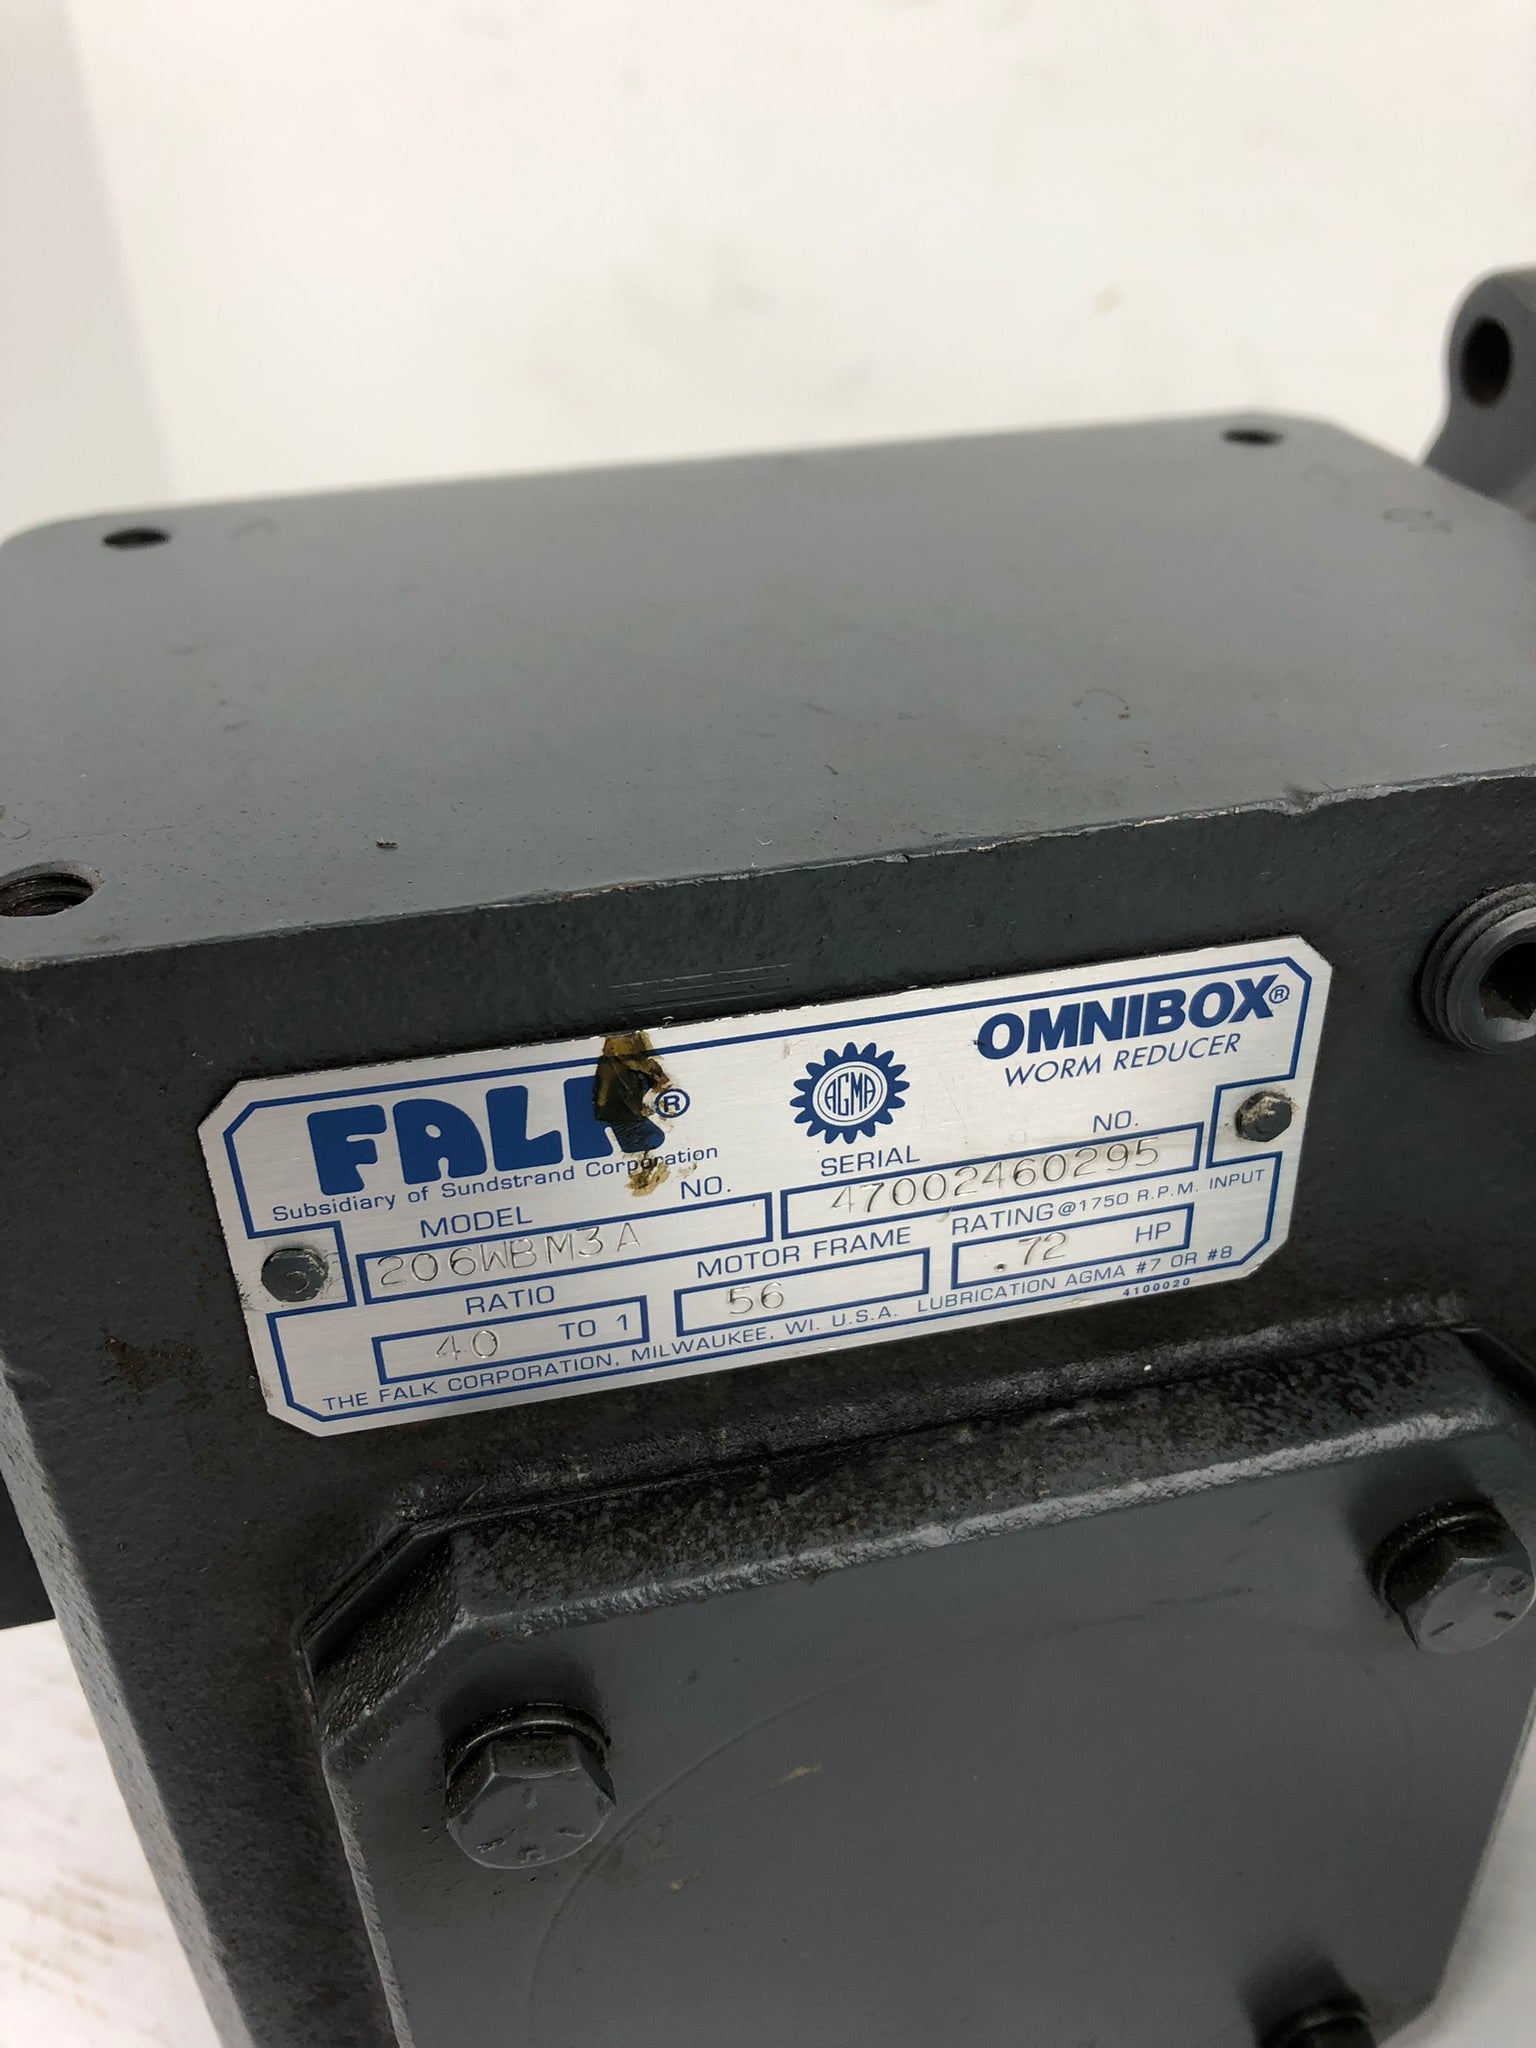 FALK®
Subsidiary of Sundstrand Corporation
AGMA
OMNIBOX®
WORM REDUCER
MODEL NO.
206WBM3A
SERIAL NO.
47002460295
RATIO
40 TO 1
MOTOR FRAME
56
RATING @ 1750 R.P.M. INPUT
.72 HP
THE FALK CORPORATION, MILWAUKEE, WI. U.S.A. LUBRICATION AGMA #7 OR #8
4100020